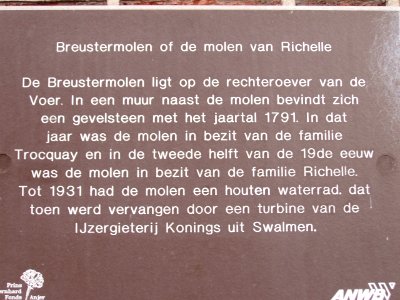 Breustermolen of de molen van Richelle
De Breustermolen ligt op de rechteroever van de
Voer. In een muur naast de molen bevindt zich
een gevelsteen met het jaartal 1791. In dat
jaar was de molen in bezit van de familie
Trocquay en in de tweede helft van de 19de eeuw
was de molen in bezit van de familie Richelle.
Tot 1931 had de molen een houten waterrad. dat
toen werd vervangen door een turbine van de
IJzergieterij Konings uit Swalmen.
Prins
Bernhard
Fonds Anjer
ANWB